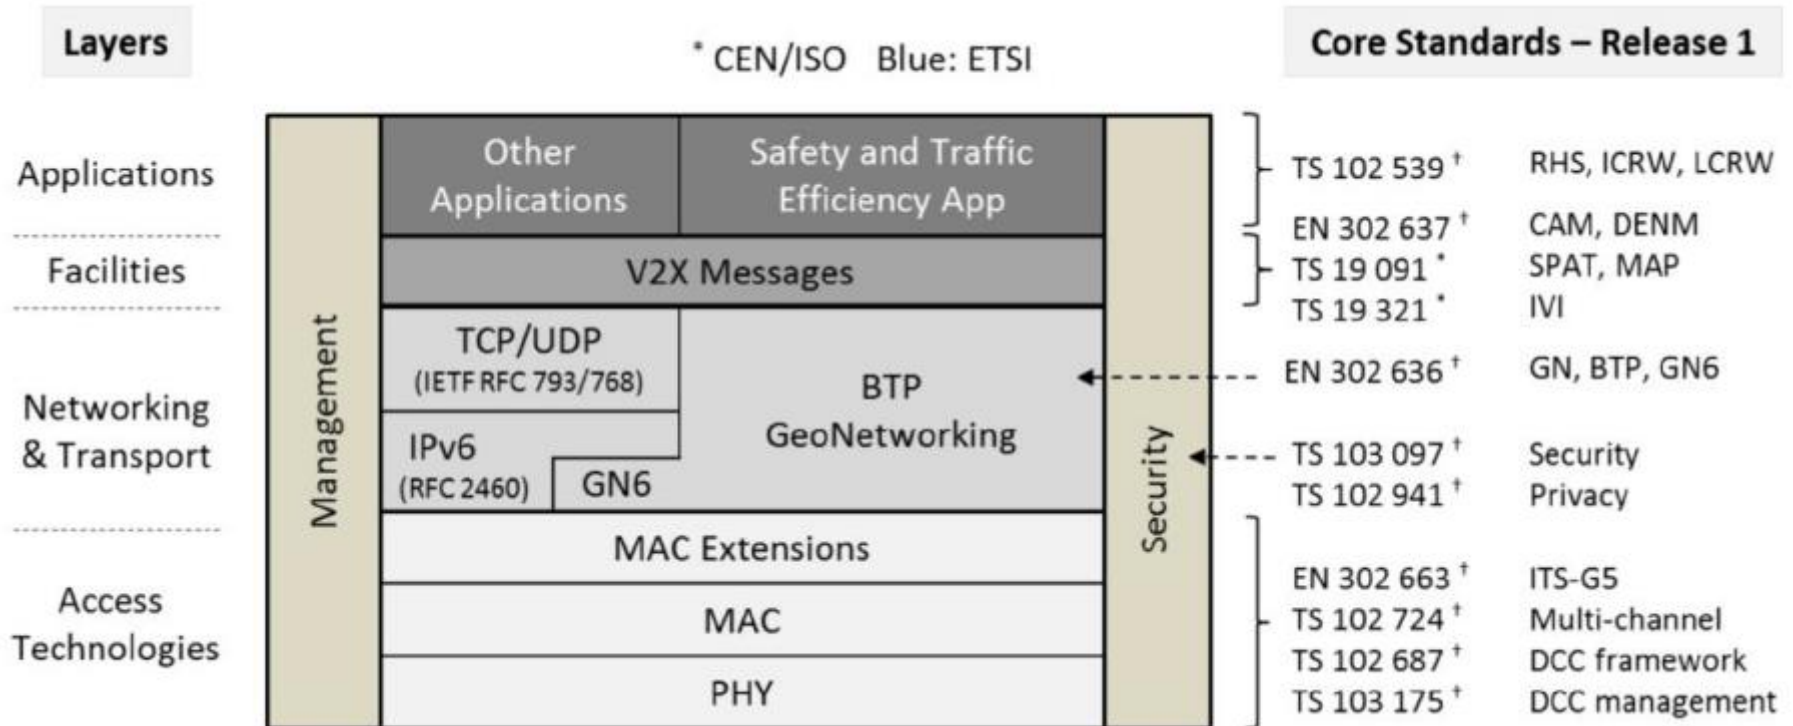 Layers
* CEN/ISO Blue: ETSI
Core Standards – Release 1
Applications
Facilities
Networking
& Transport
Access
Technologies
Management
Other
Applications
Safety and Traffic
Efficiency App
V2X Messages
TCP/UDP
(IETF RFC 793/768)
IPv6
(RFC 2460)
GN6
BTP
GeoNetworking
MAC Extensions
MAC
PHY
Security
TS 102 539 † RHS, ICRW, LCRW
EN 302 637 † CAM, DENM
TS 19 091 * SPAT, MAP
TS 19 321 * IVI
EN 302 636 † GN, BTP, GN6
TS 103 097 † Security
TS 102 941 † Privacy
EN 302 663 † ITS-G5
TS 102 724 † Multi-channel
TS 102 687 † DCC framework
TS 103 175 † DCC management